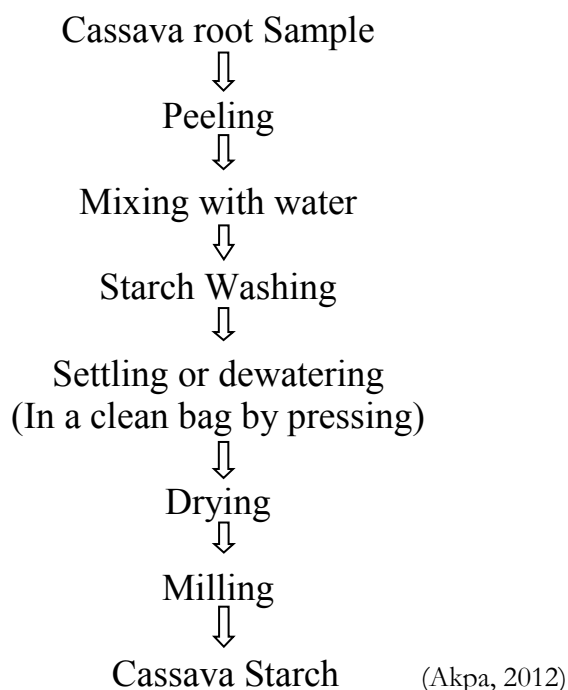 Cassava root Sample
Peeling
Mixing with water
Starch Washing
Settling or dewatering
(In a clean bag by pressing)
Drying
Milling
Cassava Starch (Akpa, 2012)